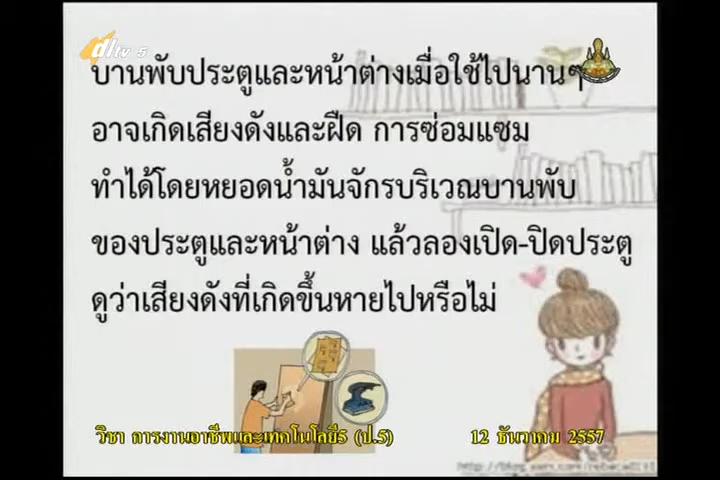 dltv 5
บานพับประตูและหน้าต่างเมื่อใช้ไปนานๆ
อาจเกิดเสียงดังและฝืด การซ่อมแซม
ทำได้โดยหยอดน้ำมันจักรบริเวณบานพับ
ของประตูและหน้าต่าง แล้วลองเปิด-ปิดประตู
ดูว่าเสียงดังที่เกิดขึ้นหายไปหรือไม่
วิชา การงานอาชีพและเทคโนโลยี5 (ป.5) 12 ธันวาคม 2557